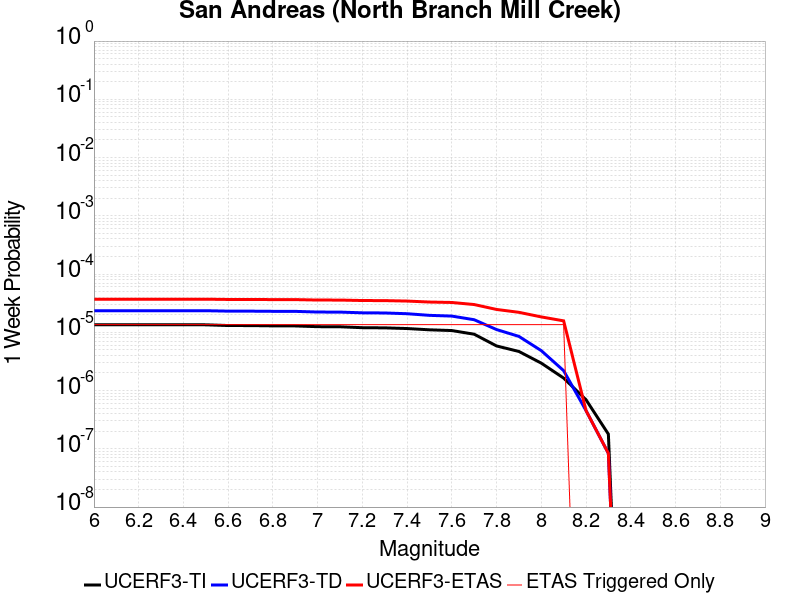 San Andreas (North Branch Mill Creek)
10^0
10^-1
10^-2
10^-3
10^-4
10^-5
10^-6
10^-7
10^-8
1 Week Probability
6 6.2 6.4 6.6 6.8 7 7.2 7.4 7.6 7.8 8 8.2 8.4 8.6 8.8 9
Magnitude
UCERF3-TI UCERF3-TD UCERF3-ETAS ETAS Triggered Only